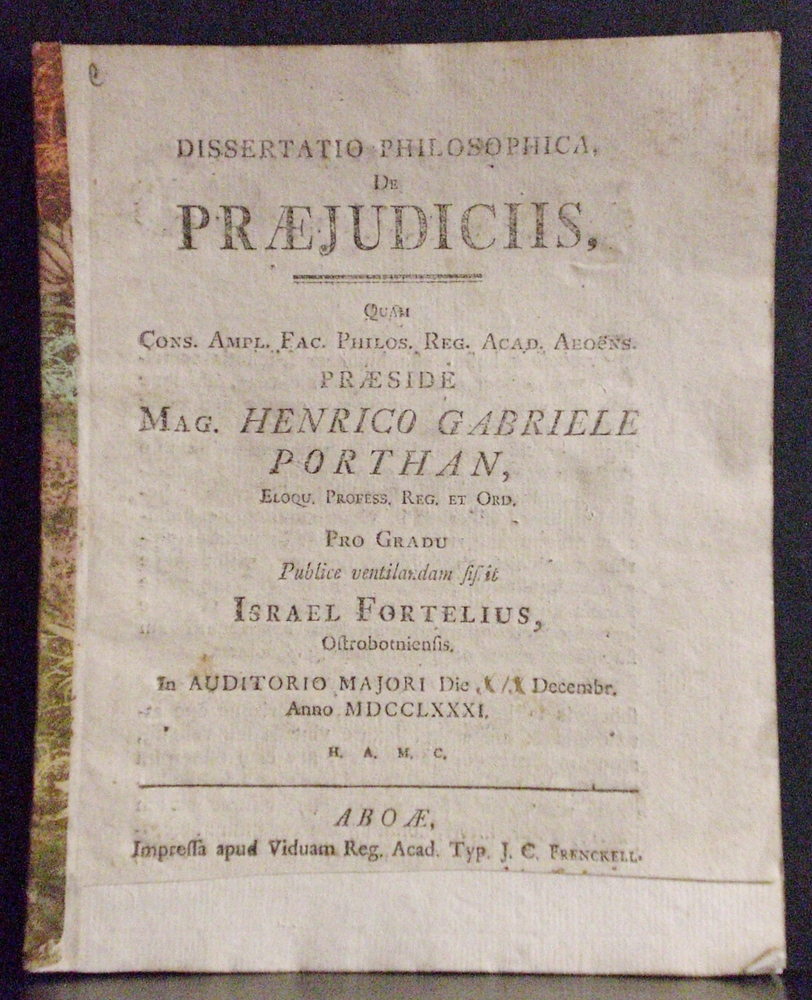 DISSERTATIO PHILOSOPHICA,
DE
PRÆJUDICIIS,
QUAM
CONS. AMPL. FAC. PHILOS. REG. ACAD. ABOËNS.
PRÆSIDE
MAG. HENRICO GABRIELE
PORTHAN,
ELOQU. PROFESS. REG. ET ORD.
PRO GRADU
Publice ventilandam ſiſtit
ISRAEL FORTELIUS,
Oſtrobotnienſis.
In AUDITORIO MAJORI Die Decembr.
Anno MDCCLXXXI.
H. A. M. C.
ABOÆ,
Impreſſa apud Viduam Reg. Acad. Typ. J. C. FRENCKELL.